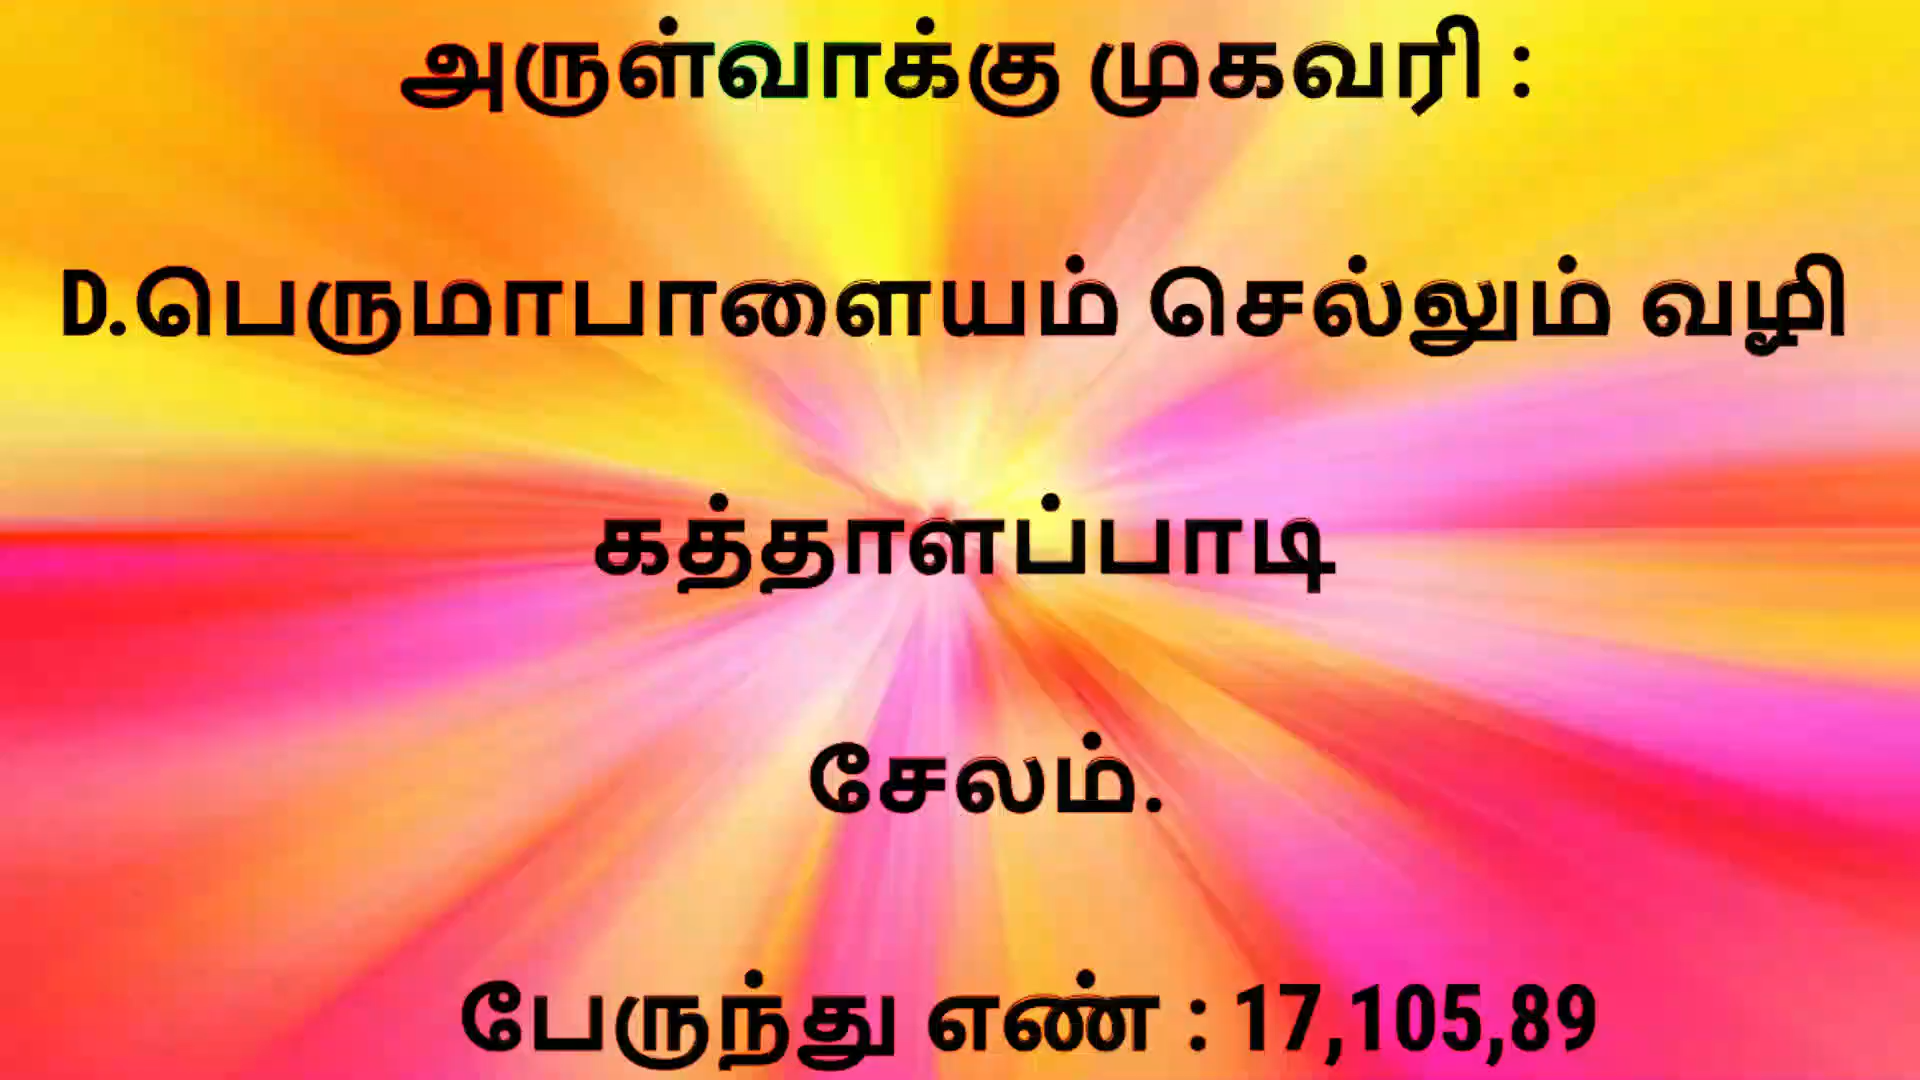 அருள்வாக்கு முகவரி :
D.பெருமாபாளையம் செல்லும் வழி
கத்தாளப்பாடி
சேலம்.
பேருந்து எண் : 17,105,89